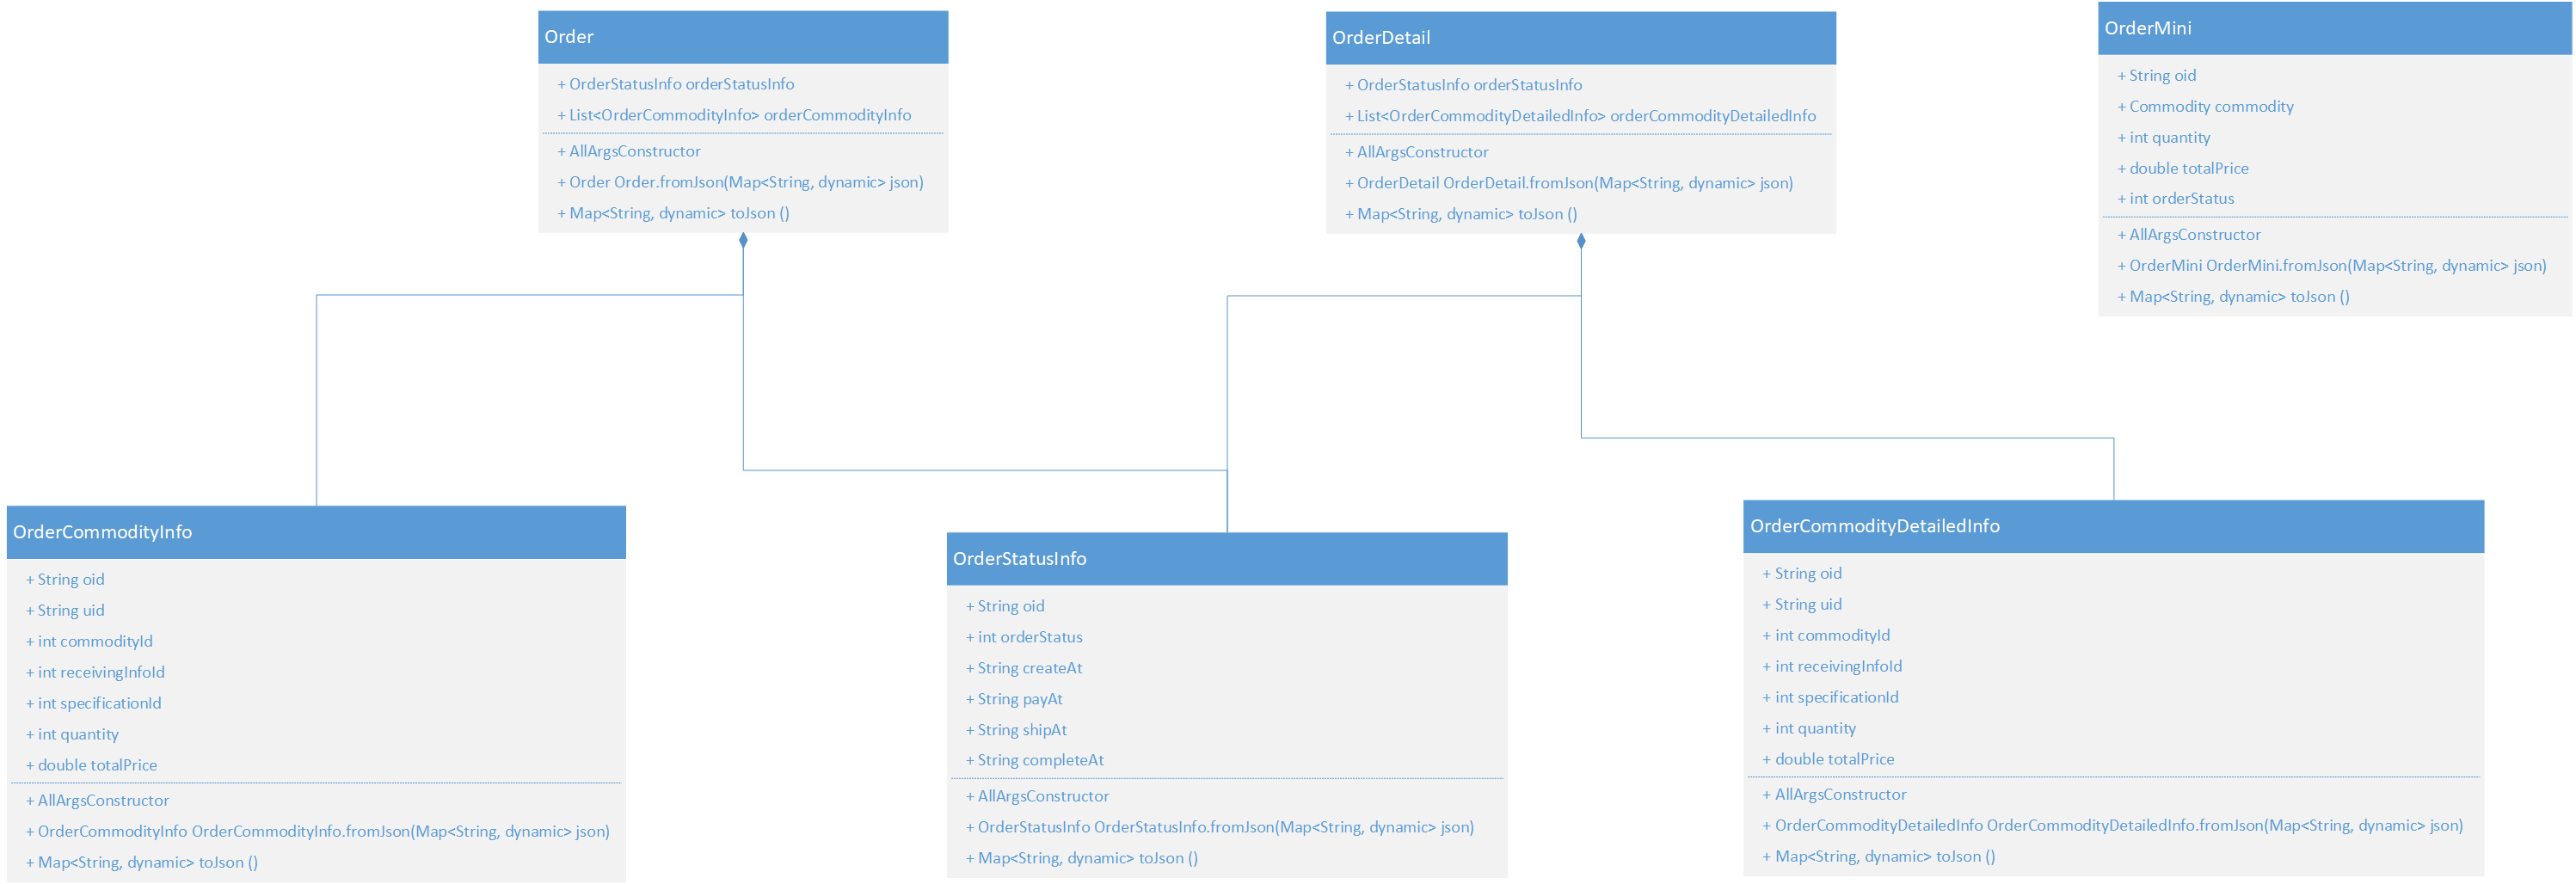 Order
+ OrderStatusInfo orderStatusInfo
+ List<OrderCommodityInfo> orderCommodityInfo
+ AllArgsConstructor
+ Order Order.fromJson(Map<String, dynamic> json)
+ Map<String, dynamic> toJson ()
OrderDetail
+ OrderStatusInfo orderStatusInfo
+ List<OrderCommodityDetailedInfo> orderCommodityDetailedInfo
+ AllArgsConstructor
+ OrderDetail OrderDetail.fromJson(Map<String, dynamic> json)
+ Map<String, dynamic> toJson ()
OrderMini
+ String oid
+ Commodity commodity
+ int quantity
+ double totalPrice
+ int orderStatus
+ AllArgsConstructor
+ OrderMini OrderMini.fromJson(Map<String, dynamic> json)
+ Map<String, dynamic> toJson ()
OrderCommodityInfo
+ String oid
+ String uid
+ int commodityId
+ int receivingInfoId
+ int specificationId
+ int quantity
+ double totalPrice
+ AllArgsConstructor
+ OrderCommodityInfo OrderCommodityInfo.fromJson(Map<String, dynamic> json)
+ Map<String, dynamic> toJson ()
OrderStatusInfo
+ String oid
+ int orderStatus
+ String createAt
+ String payAt
+ String shipAt
+ String completeAt
+ AllArgsConstructor
+ OrderStatusInfo OrderStatusInfo.fromJson(Map<String, dynamic> json)
+ Map<String, dynamic> toJson ()
OrderCommodityDetailedInfo
+ String oid
+ String uid
+ int commodityId
+ int receivingInfoId
+ int specificationId
+ int quantity
+ double totalPrice
+ AllArgsConstructor
+ OrderCommodityDetailedInfo OrderCommodityDetailedInfo.fromJson(Map<String, dynamic> json)
+ Map<String, dynamic> toJson ()